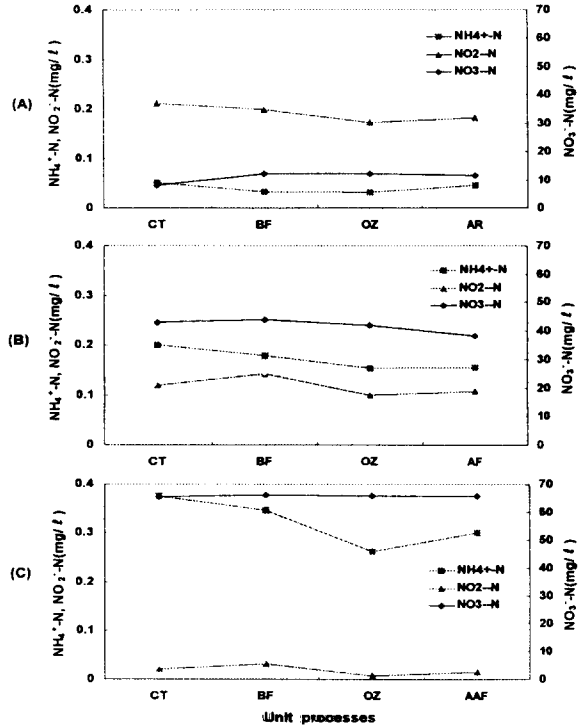 (A)
NH4+-N, NO2--N(mg/ℓ)
0.4
0.3
0.2
0.1
0
NH4+-N
NO2--N
NO3--N
70
60
50
40
30
20
10
0
NO3--N(mg/ℓ)
CT BF OZ AR
(B)
NH4+-N, NO2--N(mg/ℓ)
0.4
0.3
0.2
0.1
0
NH4+-N
NO2--N
NO3--N
70
60
50
40
30
20
10
0
NO3--N(mg/ℓ)
CT BF OZ AF
(C)
NH4+-N, NO2--N(mg/ℓ)
0.4
0.3
0.2
0.1
0
NH4+-N
NO2--N
NO3--N
70
60
50
40
30
20
10
0
NO3--N(mg/ℓ)
CT BF OZ AAF
Unit processes